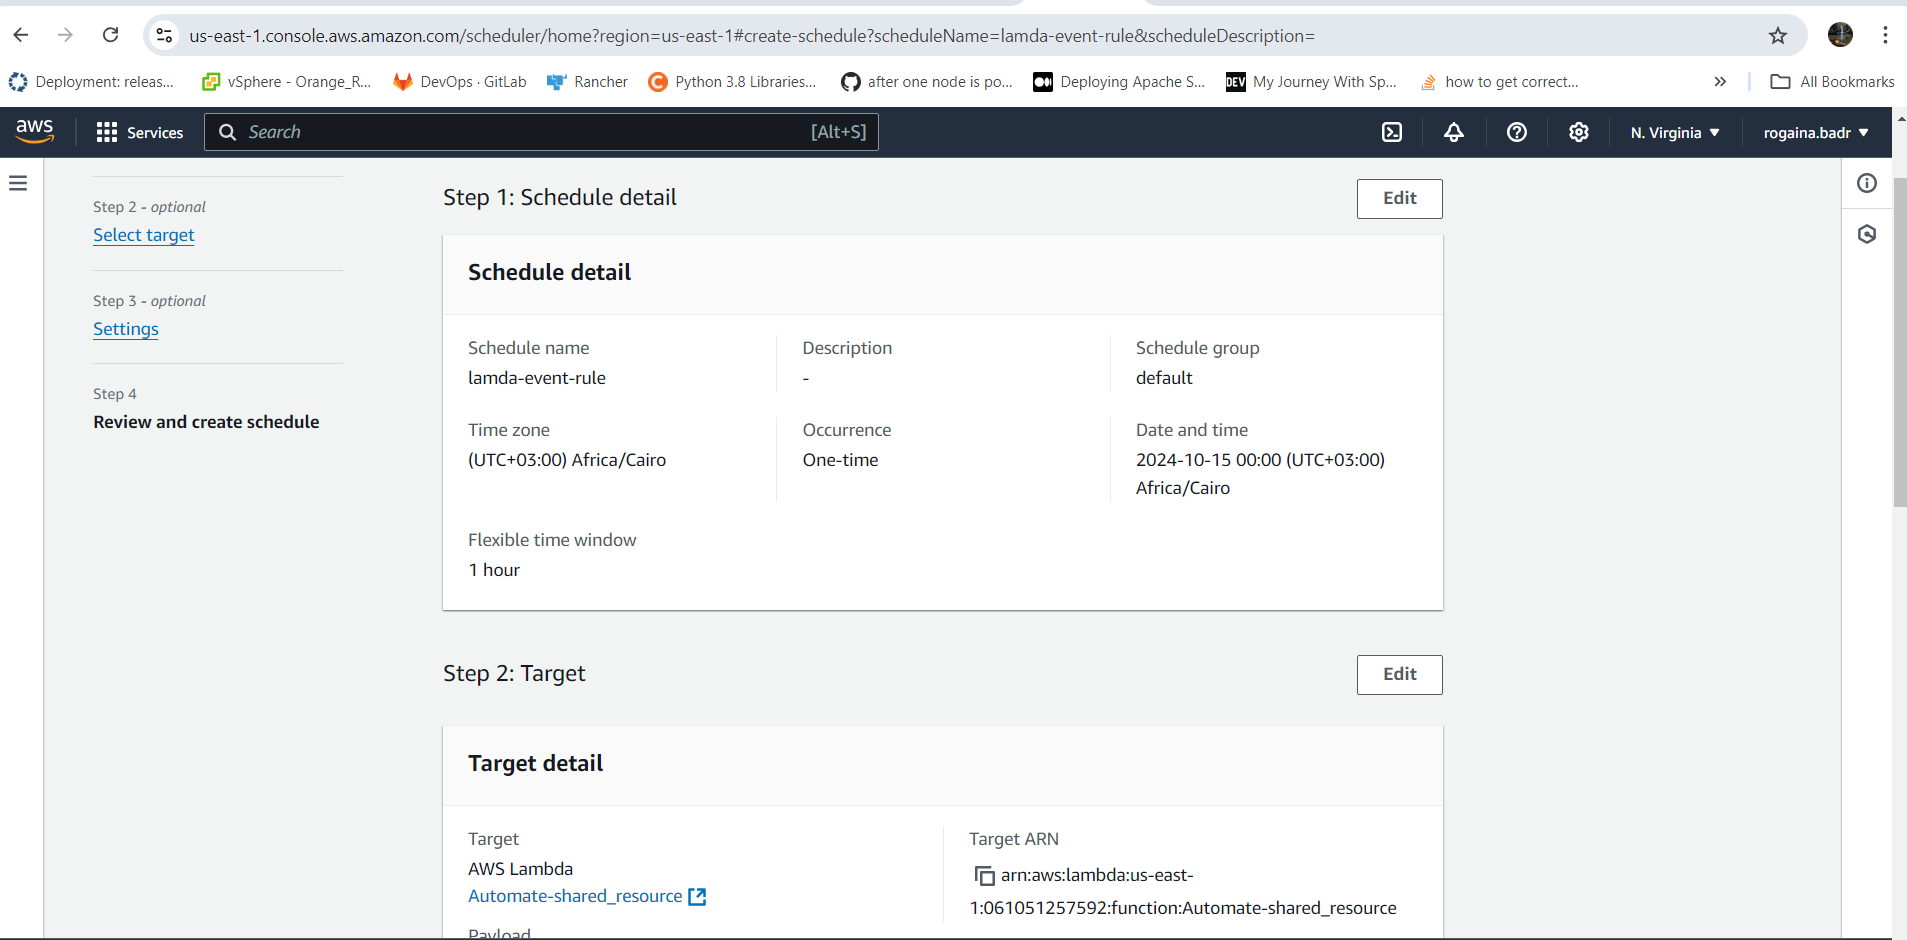 us-east-1.console.aws.amazon.com/scheduler/home?region=us-east-1#create-schedule?scheduleName=lamda-event-rule&scheduleDescription=
Deployment: releas... vSphere - Orange_R... DevOps · GitLab Rancher Python 3.8 Libraries... after one node is po... Deploying Apache S... DEV My Journey With Sp... how to get correct... » All Bookmarks
aws Services Search [Alt+S] N. Virginia rogaina.badr
Step 2 - optional
Select target
Step 3 - optional
Settings
Step 4
Review and create schedule
Step 1: Schedule detail
Edit
Schedule detail
Schedule name
lamda-event-rule
Description
-
Schedule group
default
Time zone
(UTC+03:00) Africa/Cairo
Occurrence
One-time
Date and time
2024-10-15 00:00 (UTC+03:00)
Africa/Cairo
Flexible time window
1 hour
Step 2: Target
Edit
Target detail
Target
AWS Lambda
Automate-shared_resource
Target ARN
arn:aws:lambda:us-east-
1:061051257592:function:Automate-shared_resource
Payload